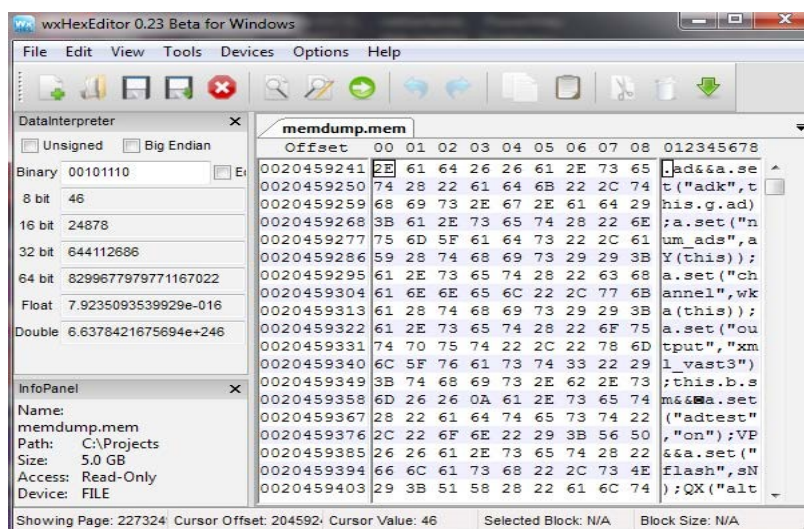 wxHexEditor 0.23 Beta for Windows
File Edit View Tools Devices Options Help
DataInterpreter
Unsigned Big Endian
Binary 00101110
8 bit 46
16 bit 24878
32 bit 644112686
64 bit 8299677979771167022
Float 7.9235093539929e-016
Double 6.6378421675694e+246
InfoPanel
Name:
memdump.mem
Path: C:\Projects
Size: 5.0 GB
Access: Read-Only
Device: FILE
memdump.mem
Offset 00 01 02 03 04 05 06 07 08 012345678
0020459241 2E 61 64 26 26 61 2E 73 65 .ad&&a.se
0020459250 74 28 22 61 64 6B 22 2C 74 t("adk",t
0020459259 68 69 73 2E 67 2E 61 64 29 his.g.ad)
0020459268 3B 61 2E 73 65 74 28 22 6E ;a.set("n
0020459277 75 6D 5F 61 64 73 22 2C 61 um_ads",a
0020459286 59 28 74 68 69 73 29 29 3B Y(this));
0020459295 61 2E 73 65 74 28 22 63 68 a.set("ch
0020459304 61 6E 6E 65 6C 22 2C 77 6B annel",wk
0020459313 61 28 74 68 69 73 29 29 3B a(this));
0020459322 61 2E 73 65 74 28 22 6F 75 a.set("ou
0020459331 74 70 75 74 22 2C 22 78 6D tput","xm
0020459340 6C 5F 76 61 73 74 33 22 29 l_vast3")
0020459349 3B 74 68 69 73 2E 62 2E 73 ;this.b.s
0020459358 6D 26 26 0A 61 2E 73 65 74 m&&◙a.set
0020459367 28 22 61 64 74 65 73 74 22 ("adtest"
0020459376 2C 22 6F 6E 22 29 3B 56 50 ,"on");VP
0020459385 26 26 61 2E 73 65 74 28 22 &&a.set("
0020459394 66 6C 61 73 68 22 2C 73 4E flash",sN
0020459403 29 3B 51 58 28 22 61 6C 74 );QX("alt
Showing Page: 227324 Cursor Offset: 204592 Cursor Value: 46 Selected Block: N/A Block Size: N/A